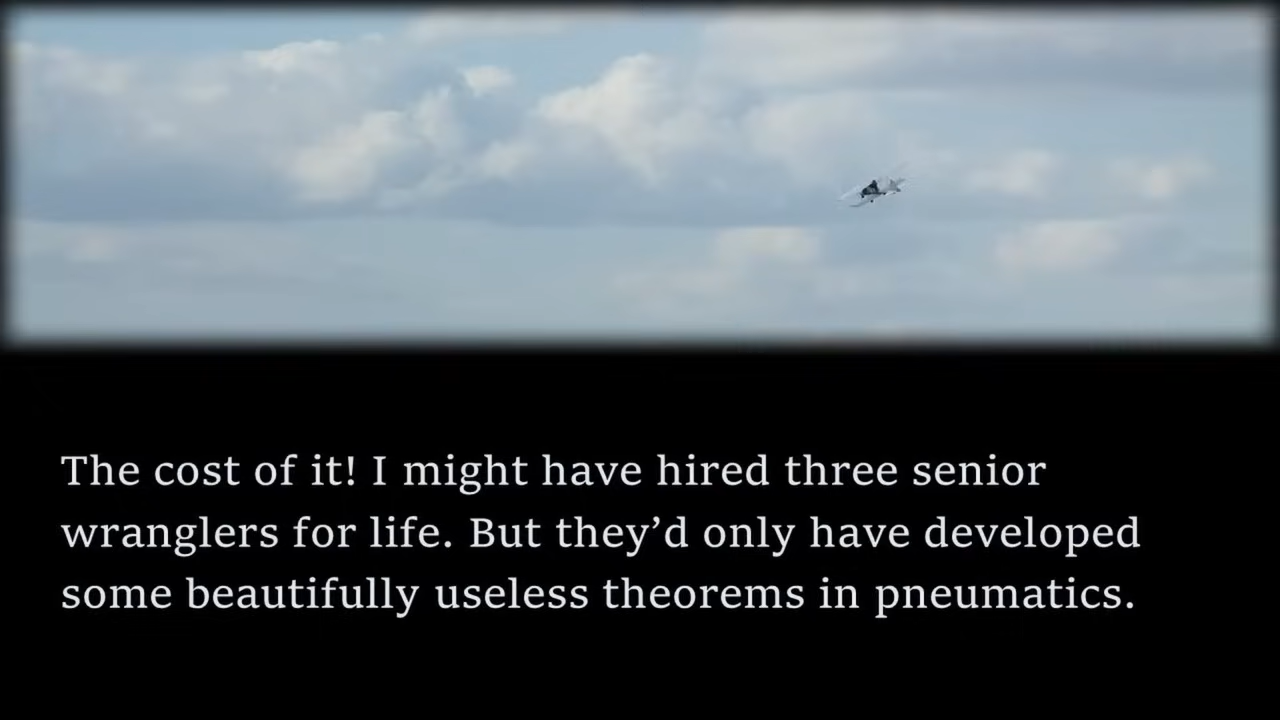 The cost of it! I might have hired three senior
wranglers for life. But they’d only have developed
some beautifully useless theorems in pneumatics.